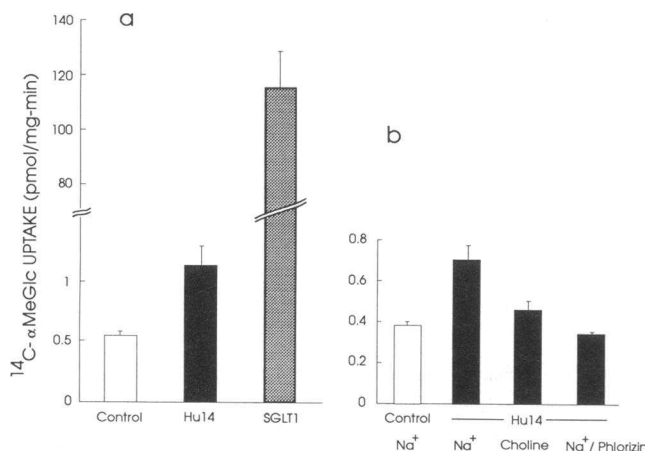 a
¹⁴C-αMeGlc UPTAKE (pmol/mg-min)
140
120
100
80
1
0.5
0
Control Hu14 SGLT1
b
0.8
0.6
0.4
0.2
0
Control Hu14
Na⁺ Na⁺ Choline Na⁺/Phlorizin